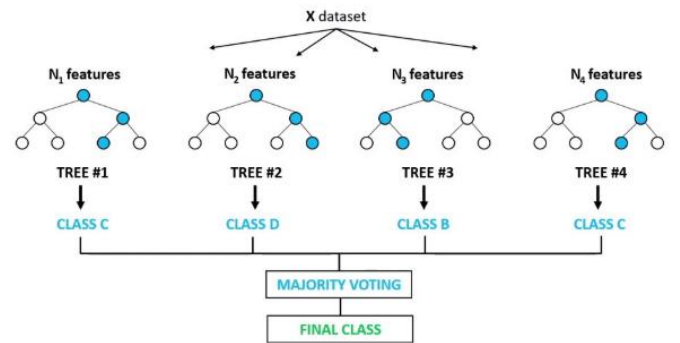 X dataset
N₁ features N₂ features N₃ features N₄ features
TREE #1 TREE #2 TREE #3 TREE #4
CLASS C CLASS D CLASS B CLASS C
MAJORITY VOTING
FINAL CLASS